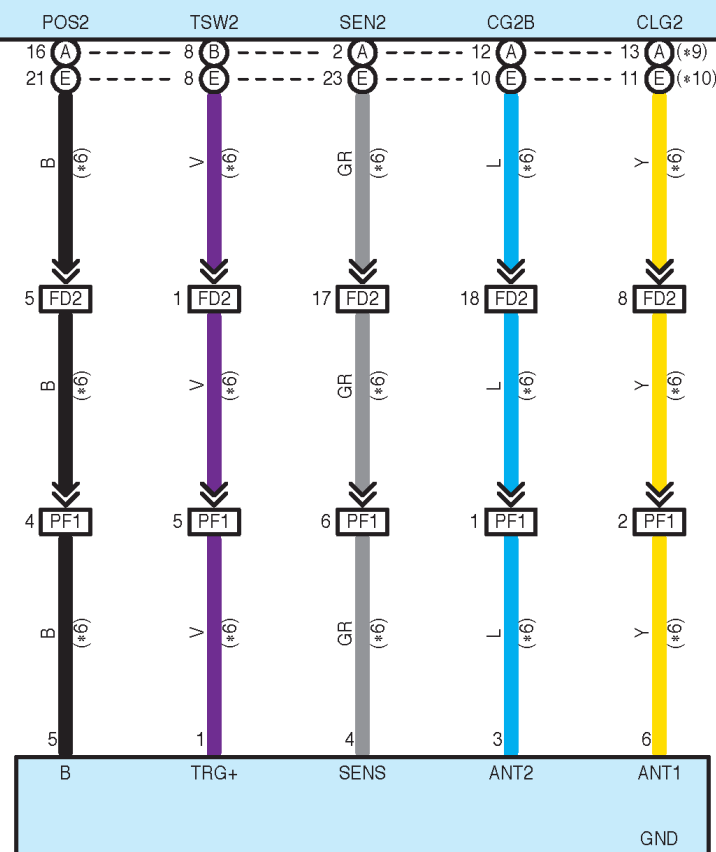 POS2 TSW2 SEN2 CG2B CLG2
16 A 8 B 2 A 12 A 13 A (*9)
21 E 8 E 23 E 10 E 11 E (*10)
B (*6) V (*6) GR (*6) L (*6) Y (*6)
5 FD2 1 FD2 17 FD2 18 FD2 8 FD2
B (*6) V (*6) GR (*6) L (*6) Y (*6)
4 PF1 5 PF1 6 PF1 1 PF1 2 PF1
B (*6) V (*6) GR (*6) L (*6) Y (*6)
5 1 4 3 6
B TRG+ SENS ANT2 ANT1
GND